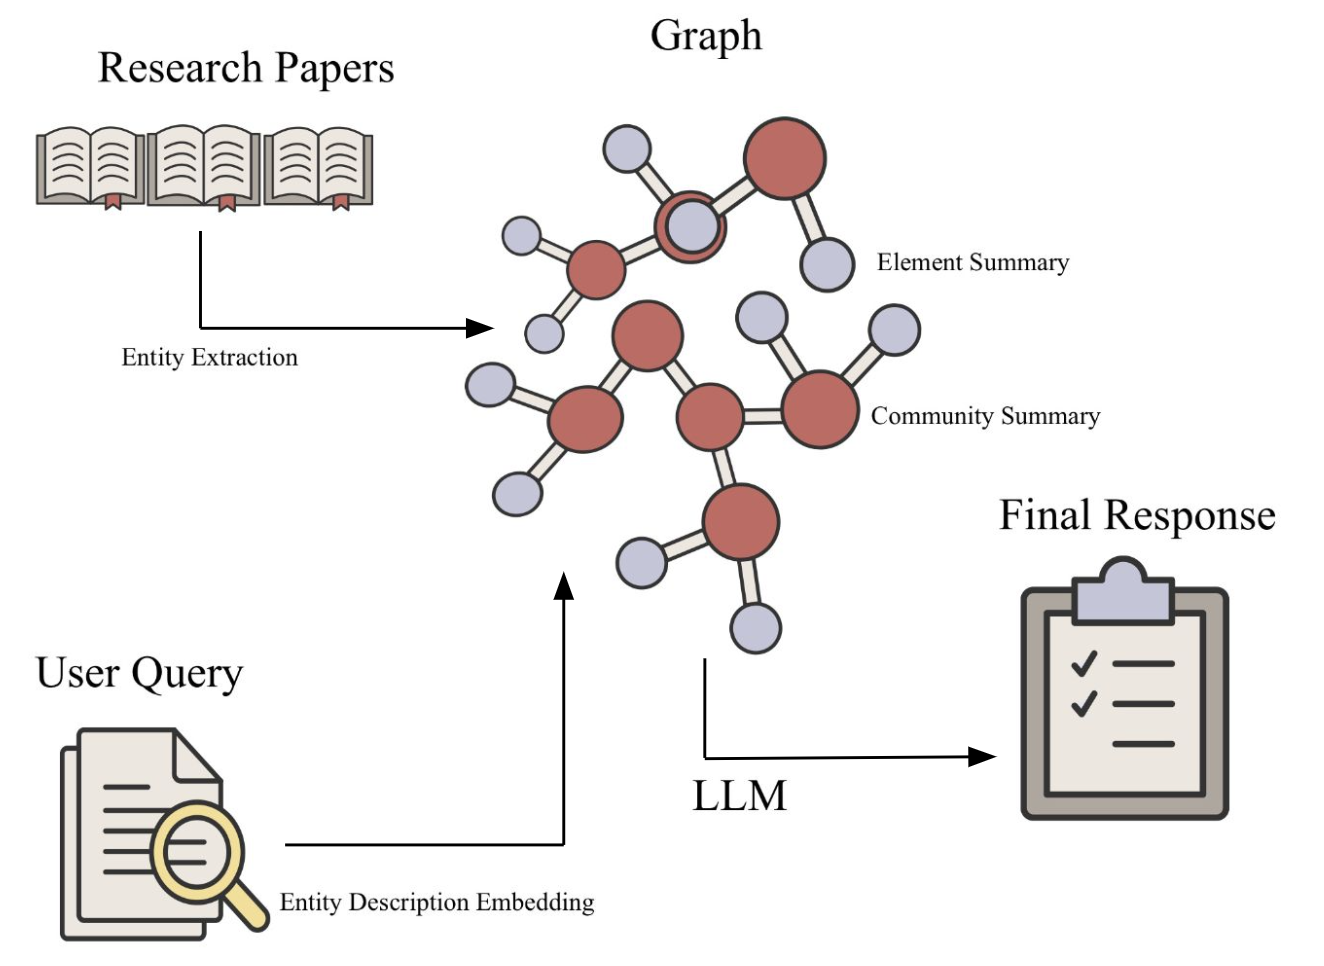 Graph
Research Papers
Element Summary
Entity Extraction
Community Summary
Final Response
User Query
LLM
Entity Description Embedding